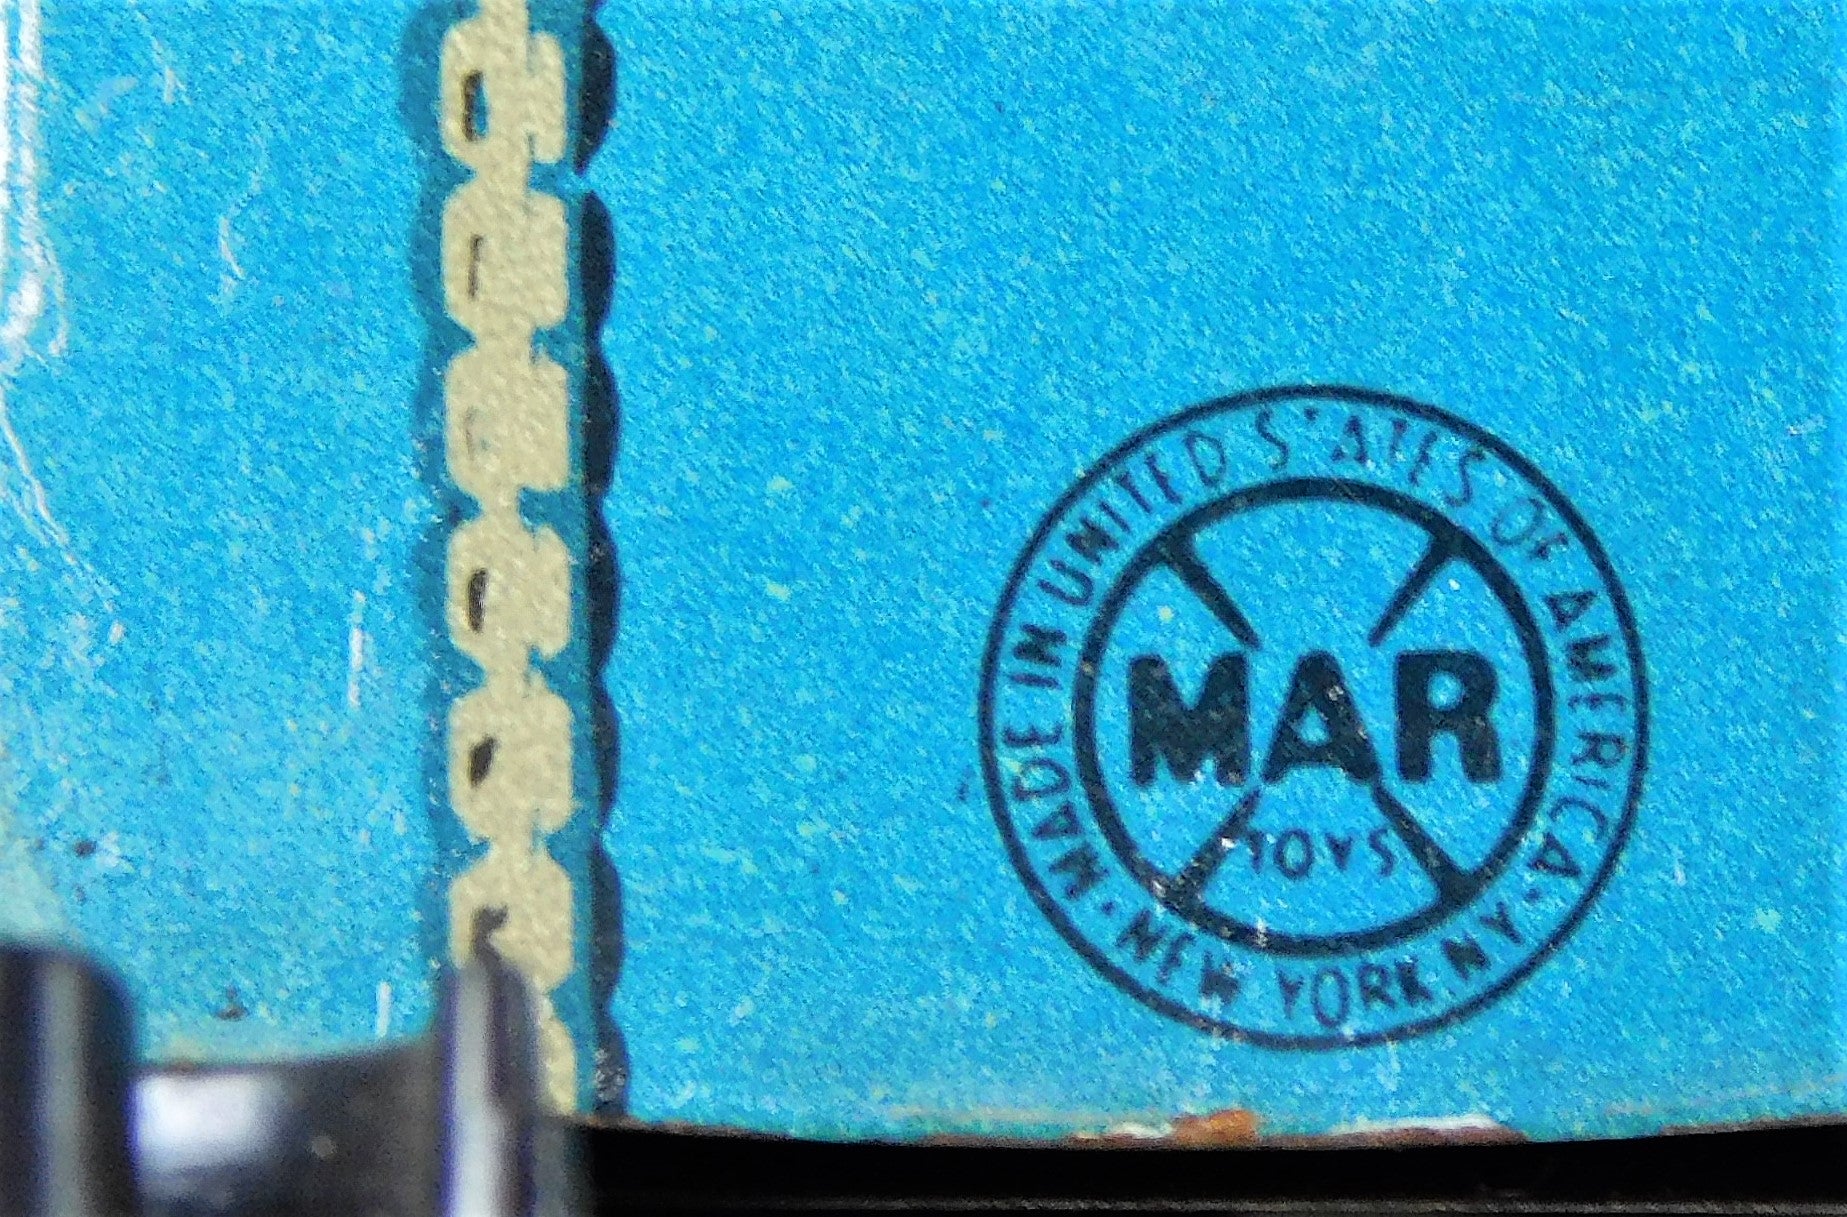 MADE IN UNITED STATES OF AMERICA.
MAR
TOYS
· NEW YORK. N.Y.